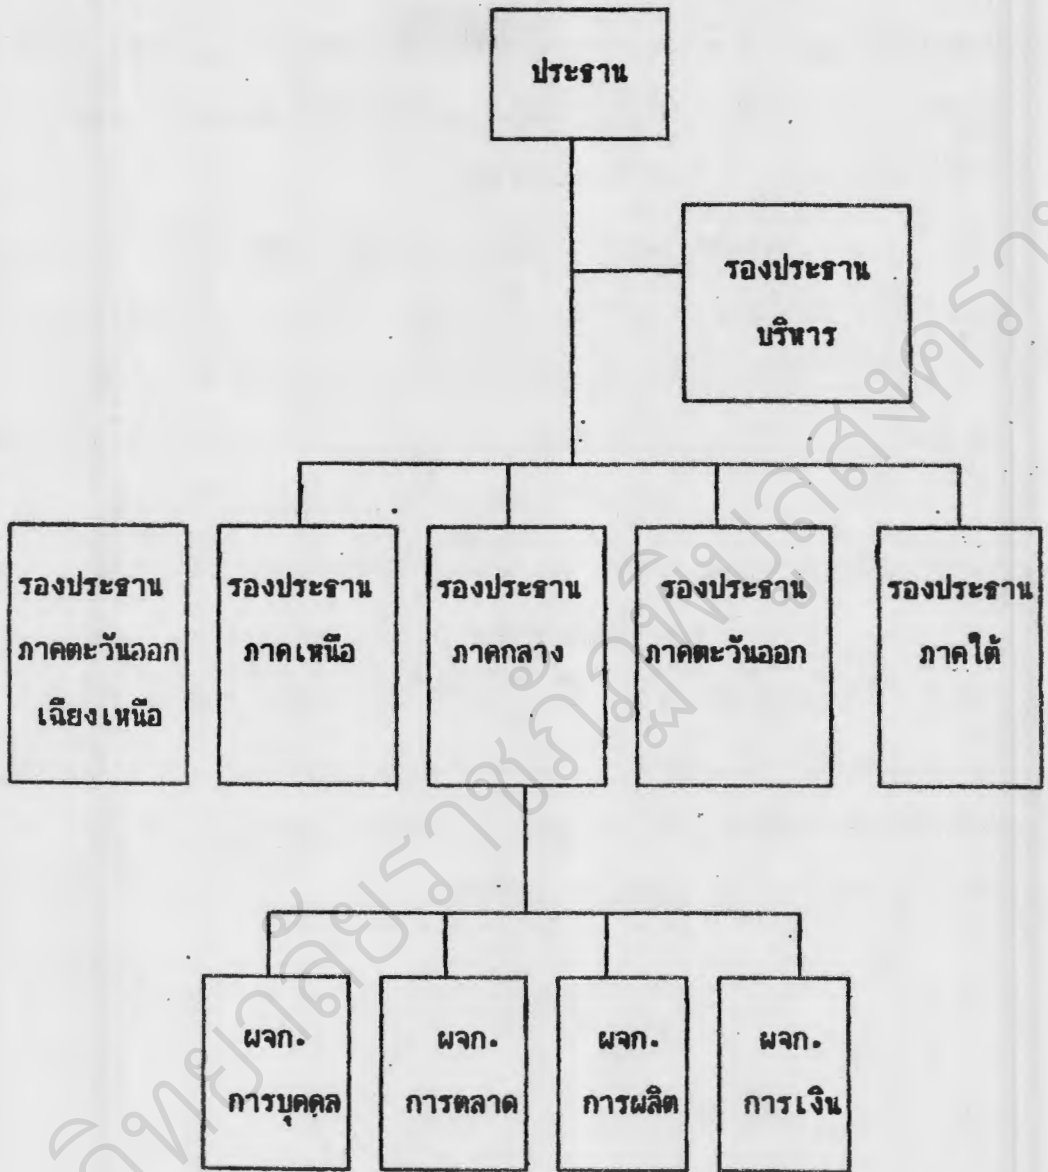 ประธาน
รองประธาน
บริหาร
รองประธาน
ภาคตะวันออก
เฉียงเหนือ
รองประธาน
ภาคเหนือ
รองประธาน
ภาคกลาง
รองประธาน
ภาคตะวันออก
รองประธาน
ภาคใต้
ผจก.
การบุคคล
ผจก.
การตลาด
ผจก.
การผลิต
ผจก.
การเงิน